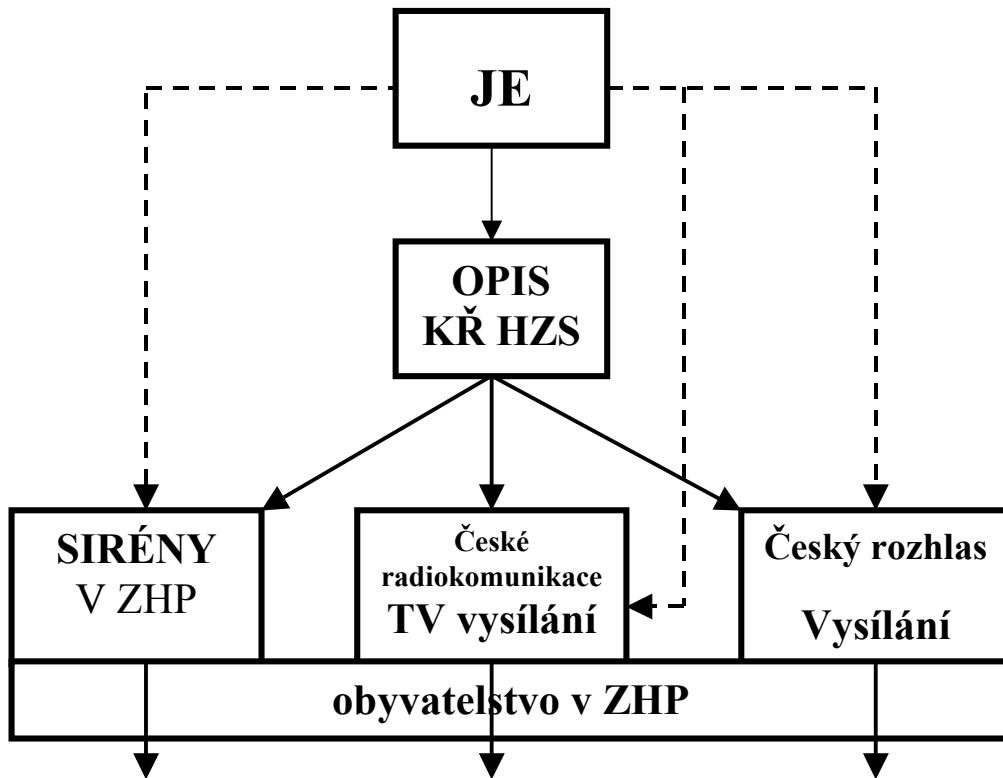 JE
OPIS
KŘ HZS
SIRÉNY
V ZHP
České
radiokomunikace
TV vysílání
Český rozhlas
Vysílání
obyvatelstvo v ZHP